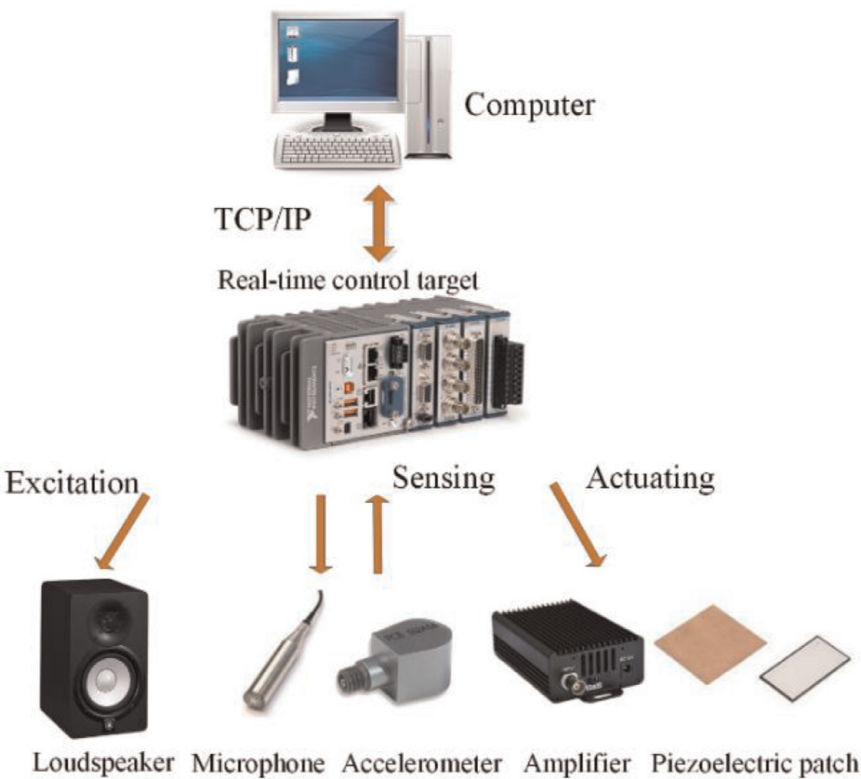 Computer
TCP/IP
Real-time control target
Excitation
Sensing
Actuating
Loudspeaker
Microphone
Accelerometer
Amplifier
Piezoelectric patch